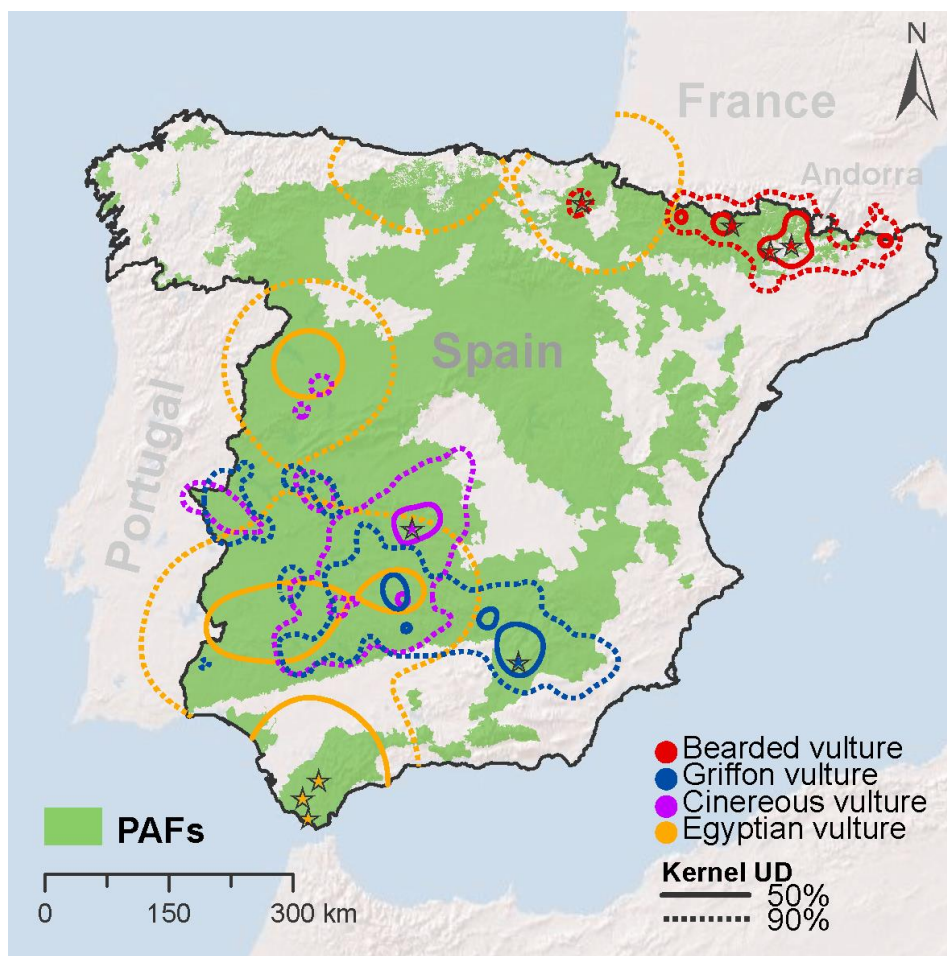 N
France
Andorra
Spain
Portugal
Bearded vulture
Griffon vulture
Cinereous vulture
Egyptian vulture
PAFs
Kernel UD
50%
90%
0 150 300 km